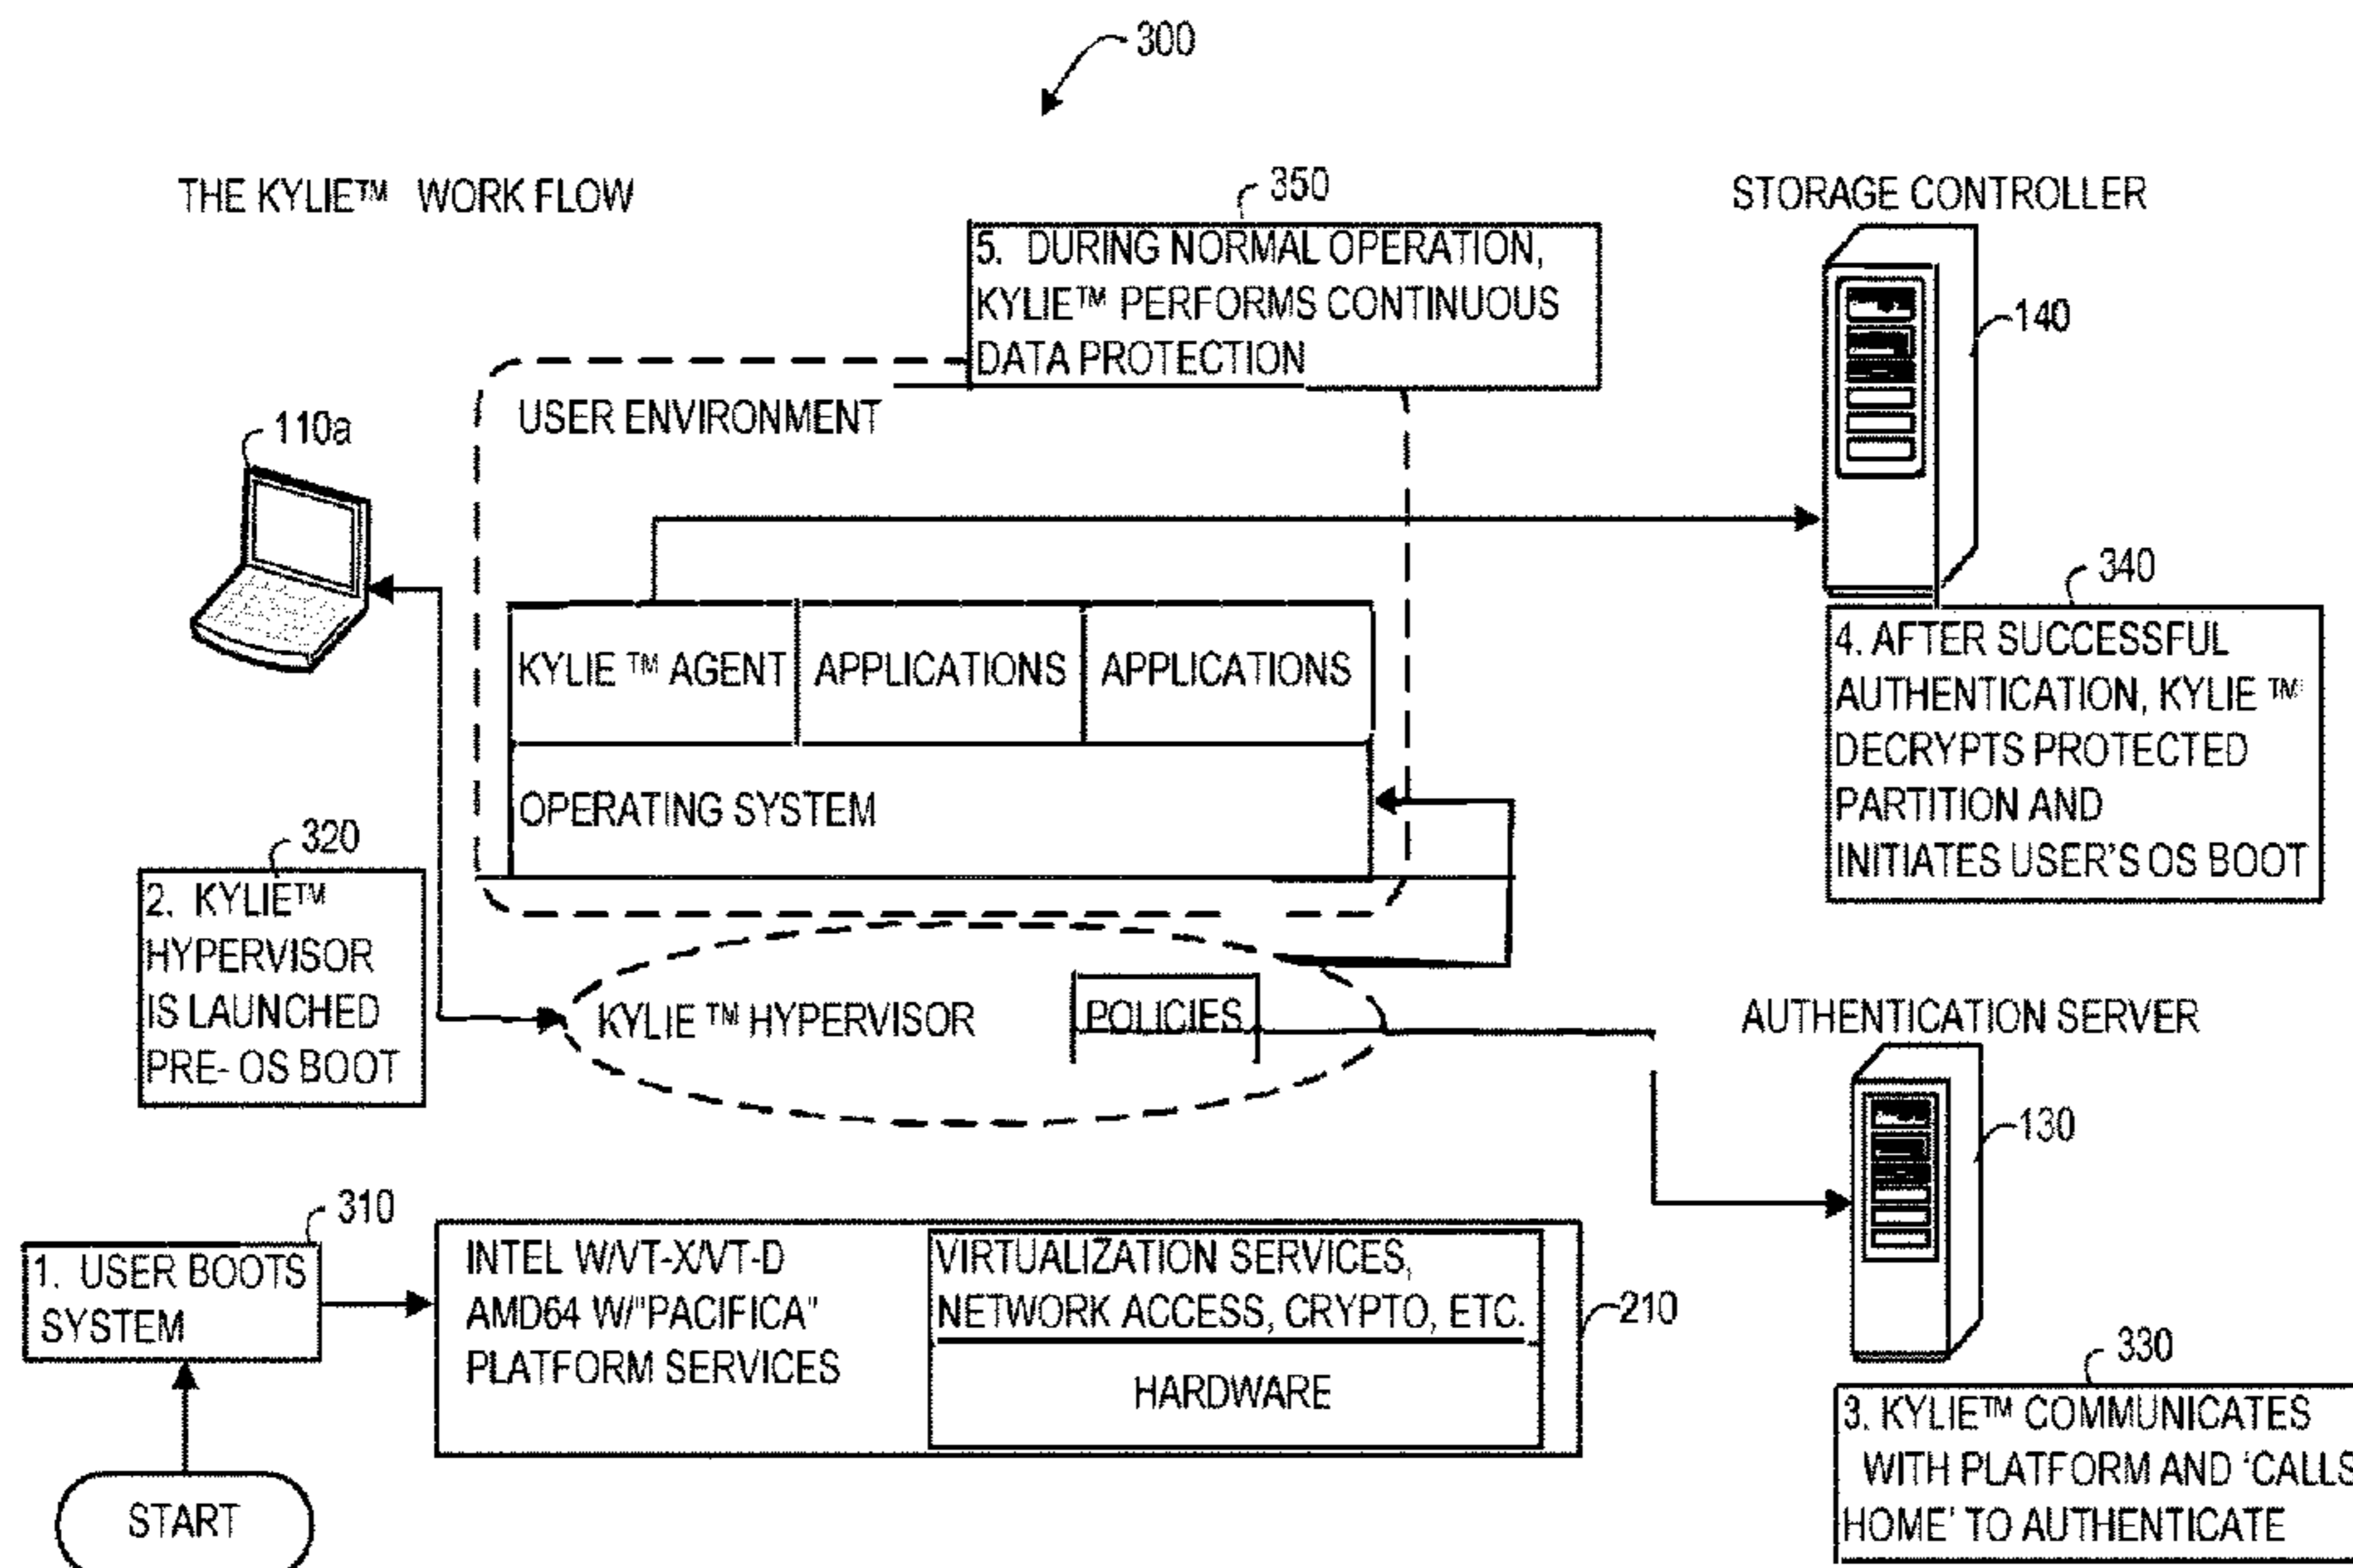 300
THE KYLIE™ WORK FLOW
350
5. DURING NORMAL OPERATION,
KYLIE™ PERFORMS CONTINUOUS
DATA PROTECTION
STORAGE CONTROLLER
140
USER ENVIRONMENT
110a
340
4. AFTER SUCCESSFUL
AUTHENTICATION, KYLIE ™
DECRYPTS PROTECTED
PARTITION AND
INITIATES USER'S OS BOOT
KYLIE ™ AGENT
APPLICATIONS
APPLICATIONS
OPERATING SYSTEM
320
2. KYLIE™
HYPERVISOR
IS LAUNCHED
PRE- OS BOOT
KYLIE ™ HYPERVISOR
POLICIES
AUTHENTICATION SERVER
130
310
1. USER BOOTS
SYSTEM
INTEL W/VT-X/VT-D
AMD64 W/"PACIFICA"
PLATFORM SERVICES
VIRTUALIZATION SERVICES,
NETWORK ACCESS, CRYPTO, ETC.
HARDWARE
210
330
3. KYLIE™ COMMUNICATES
WITH PLATFORM AND 'CALLS
HOME' TO AUTHENTICATE
START